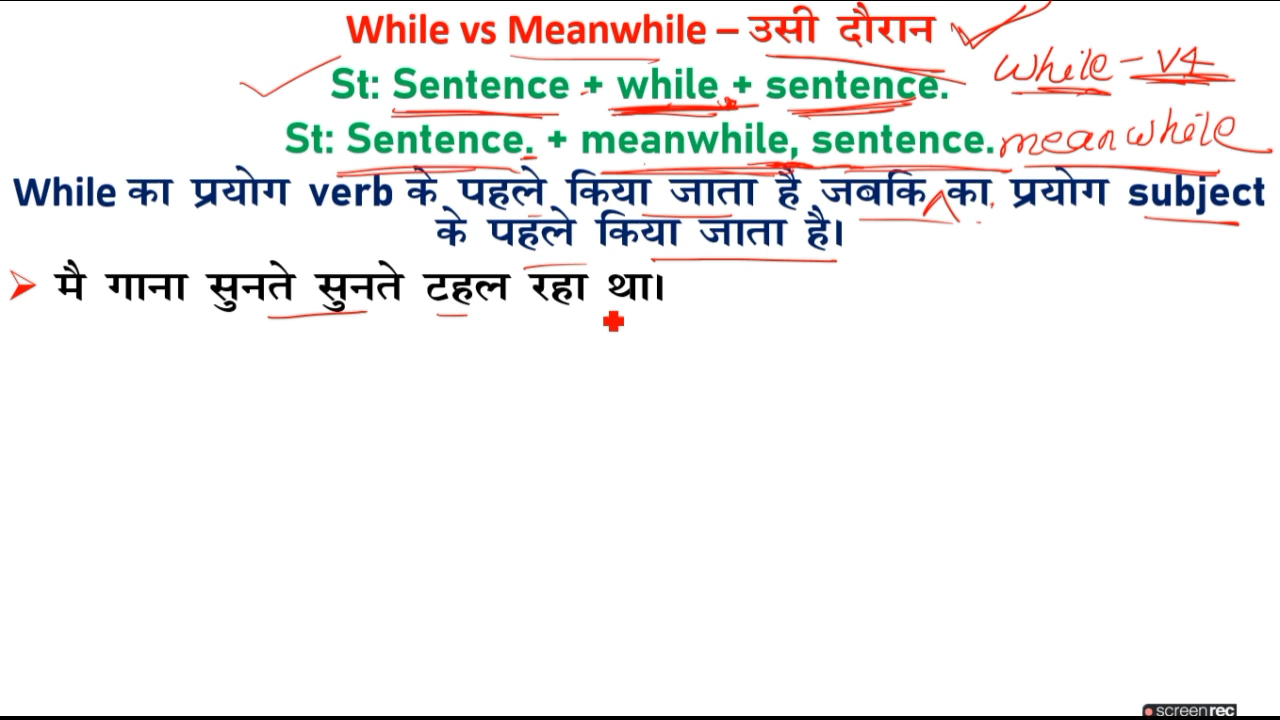 While vs Meanwhile – उसी दौरान
while – V4
St: Sentence + while + sentence.
St: Sentence. + meanwhile, sentence.
meanwhile
While का प्रयोग verb के पहले किया जाता है जबकि का प्रयोग subject
के पहले किया जाता है।
मै गाना सुनते सुनते टहल रहा था।
screenrec